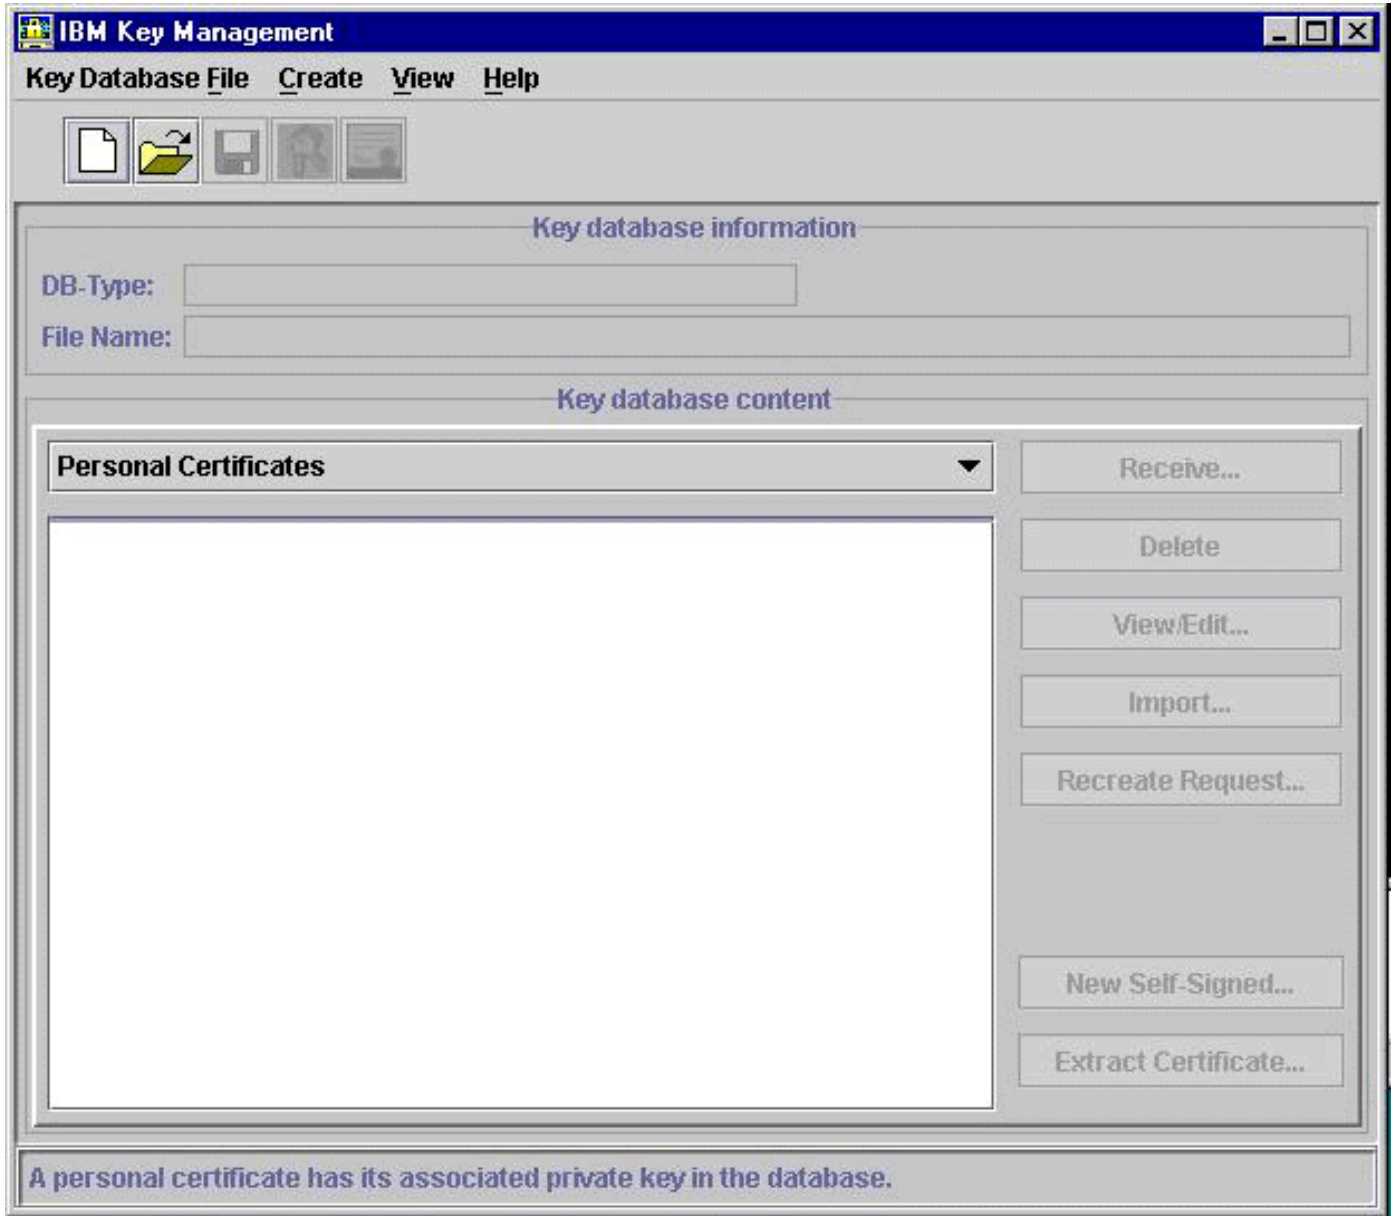 IBM Key Management
Key Database File Create View Help
Key database information
DB-Type:
File Name:
Key database content
Personal Certificates
Receive...
Delete
View/Edit...
Import...
Recreate Request...
New Self-Signed...
Extract Certificate...
A personal certificate has its associated private key in the database.